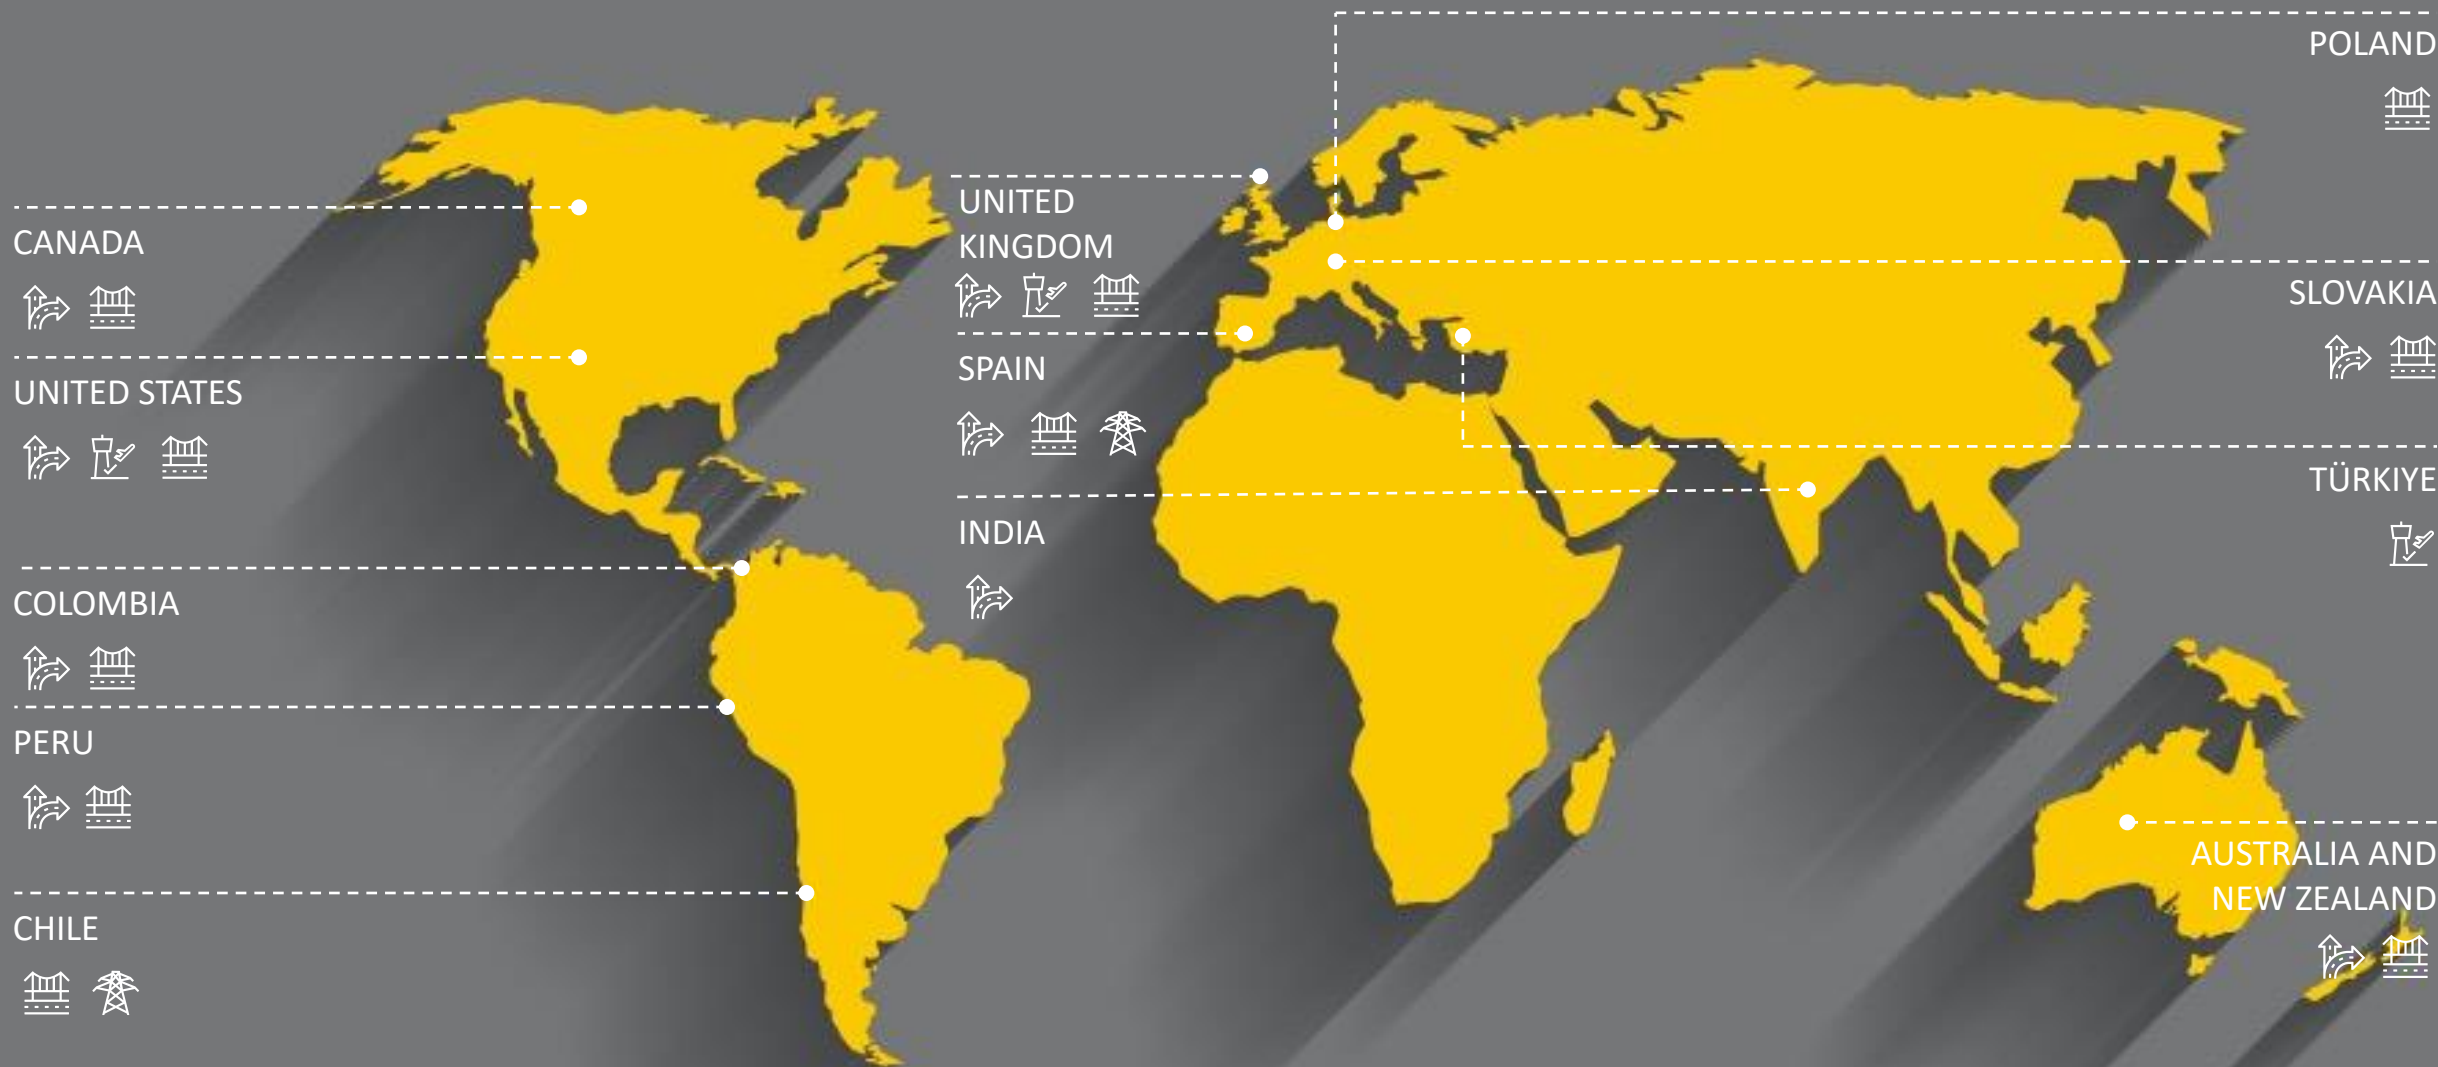 CANADA
UNITED STATES
COLOMBIA
PERU
CHILE
UNITED
KINGDOM
SPAIN
INDIA
POLAND
SLOVAKIA
TÜRKIYE
AUSTRALIA AND
NEW ZEALAND